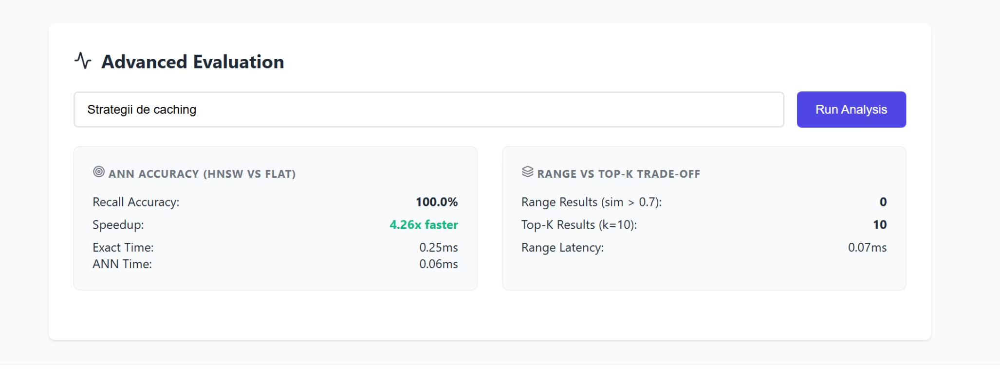 Advanced Evaluation
Strategii de caching
Run Analysis
ANN ACCURACY (HNSW VS FLAT)
Recall Accuracy: 100.0%
Speedup: 4.26x faster
Exact Time: 0.25ms
ANN Time: 0.06ms
RANGE VS TOP-K TRADE-OFF
Range Results (sim > 0.7): 0
Top-K Results (k=10): 10
Range Latency: 0.07ms